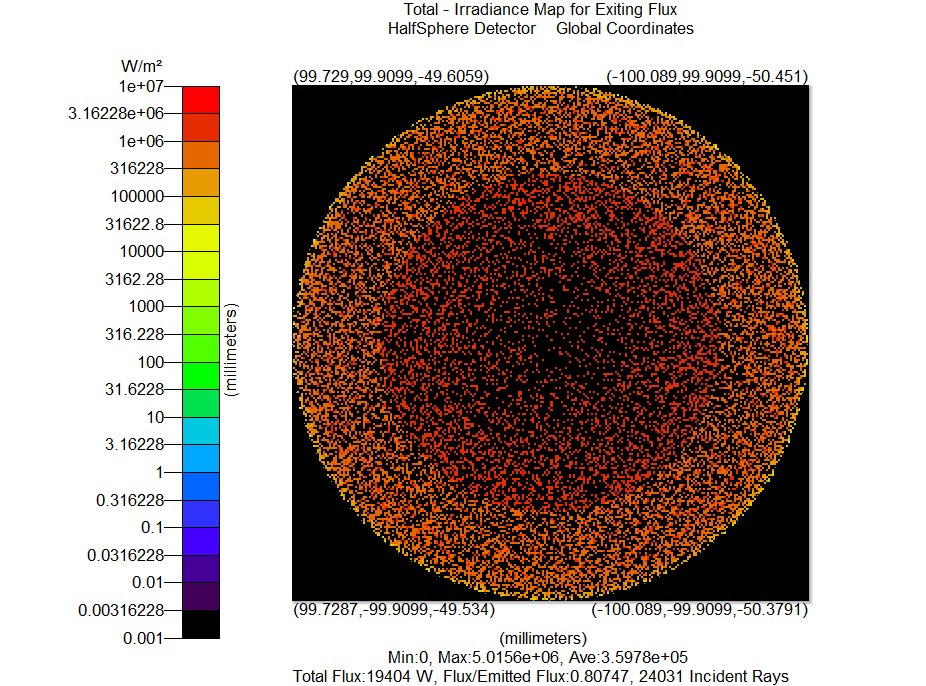 Total - Irradiance Map for Exiting Flux
HalfSphere Detector Global Coordinates
W/m²
1e+07
3.16228e+06
1e+06
316228
100000
31622.8
10000
3162.28
1000
316.228
100
31.6228
10
3.16228
1
0.316228
0.1
0.0316228
0.01
0.00316228
0.001
(millimeters)
(99.729,99.9099,-49.6059) (-100.089,99.9099,-50.451)
(99.7287,-99.9099,-49.534) (-100.089,-99.9099,-50.3791)
(millimeters)
Min:0, Max:5.0156e+06, Ave:3.5978e+05
Total Flux:19404 W, Flux/Emitted Flux:0.80747, 24031 Incident Rays